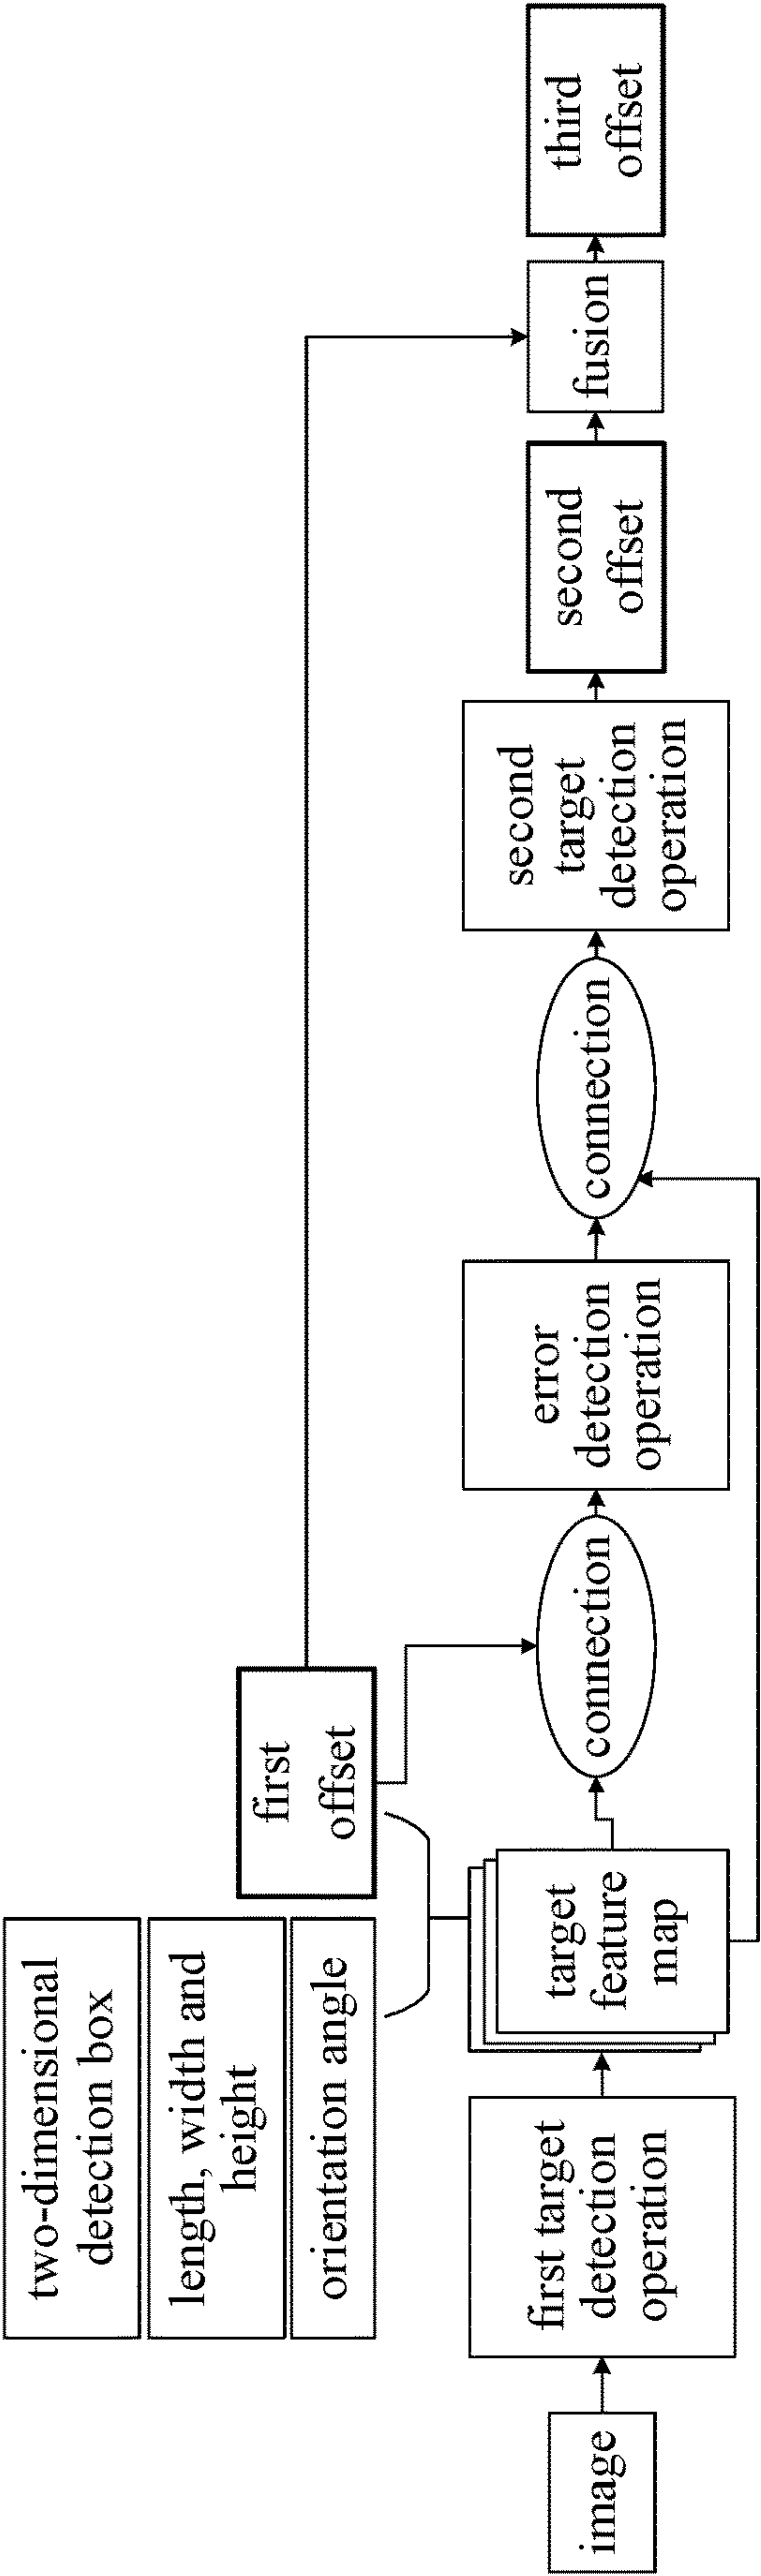 two-dimensional
detection box
length, width and
height
orientation angle
first
offset
image
first target
detection
operation
target
feature
map
connection
error
detection
operation
connection
second
target
detection
operation
second
offset
fusion
third
offset